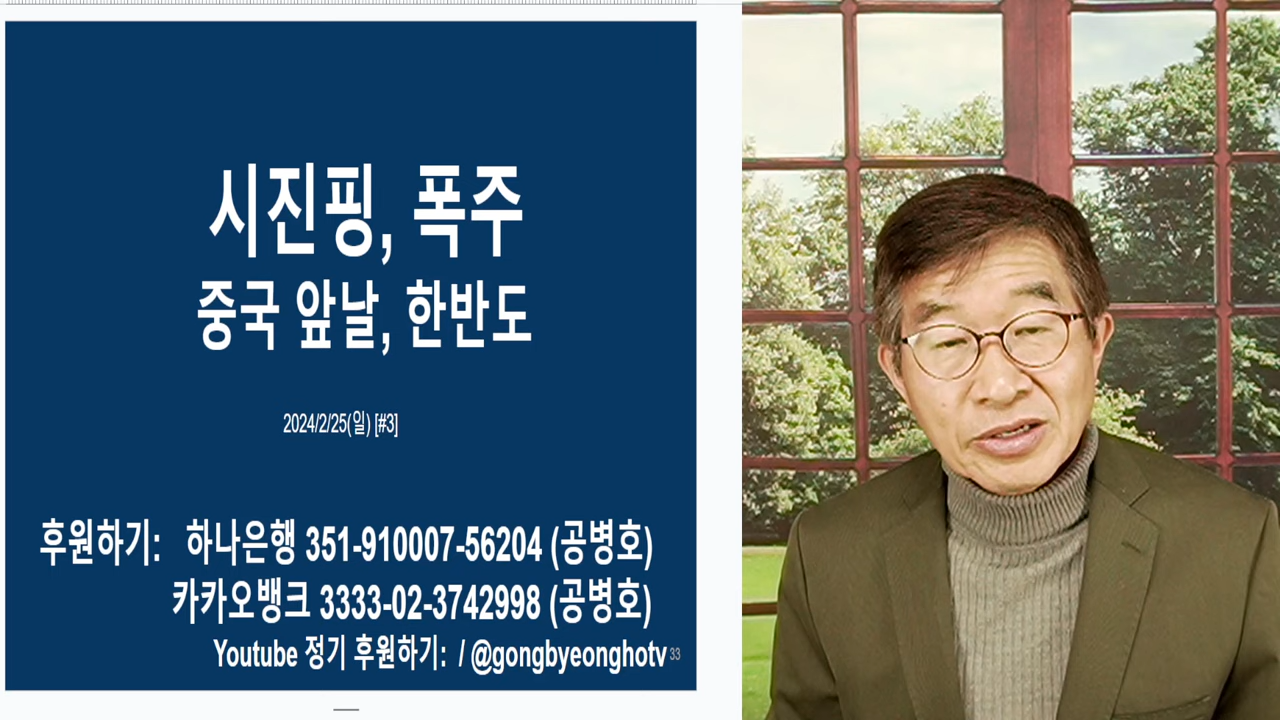 시진핑, 폭주
중국 앞날, 한반도
2024/2/25(일) [#3]
후원하기: 하나은행 351-910007-56204 (공병호)
카카오뱅크 3333-02-3742998 (공병호)
Youtube 정기 후원하기: / @gongbyeonghotv
33